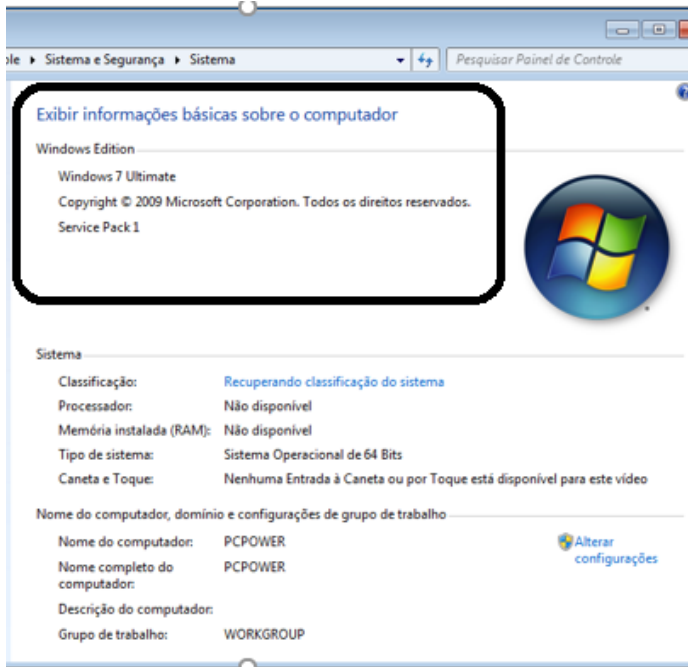 Sistema e Segurança ▸ Sistema
Pesquisar Painel de Controle
Exibir informações básicas sobre o computador
Windows Edition
Windows 7 Ultimate
Copyright © 2009 Microsoft Corporation. Todos os direitos reservados.
Service Pack 1
Sistema
Classificação: Recuperando classificação do sistema
Processador: Não disponível
Memória instalada (RAM): Não disponível
Tipo de sistema: Sistema Operacional de 64 Bits
Caneta e Toque: Nenhuma Entrada à Caneta ou por Toque está disponível para este vídeo
Nome do computador, domínio e configurações de grupo de trabalho
Nome do computador: PCPOWER
Alterar
configurações
Nome completo do
computador:
PCPOWER
Descrição do computador:
Grupo de trabalho: WORKGROUP